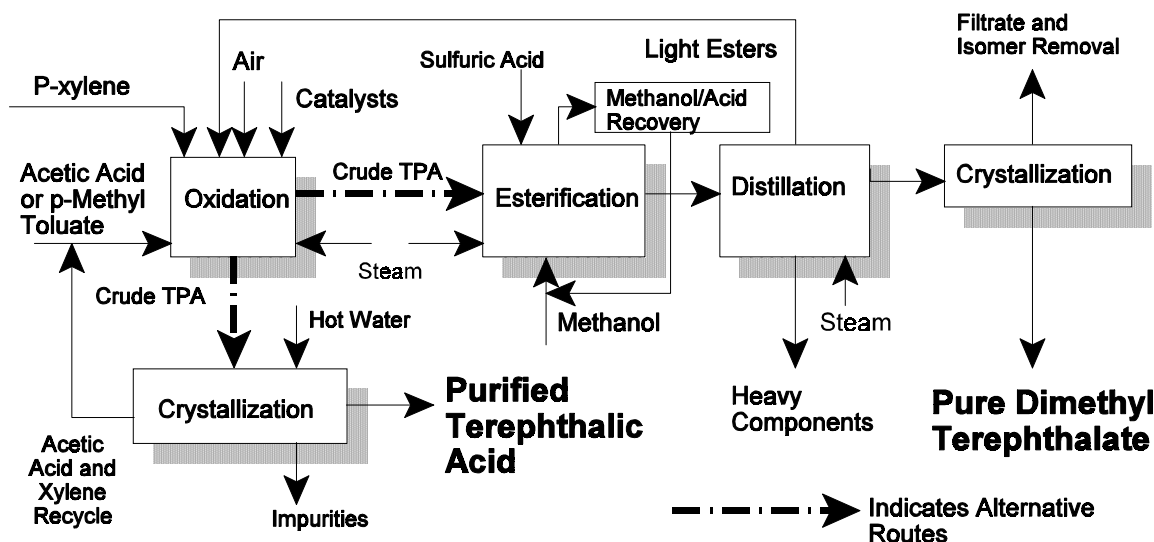 Filtrate and
Isomer Removal
Light Esters
Air
Sulfuric Acid
P-xylene
Catalysts
Methanol/Acid
Recovery
Acetic Acid
or p-Methyl
Toluate
Oxidation
Crude TPA
Esterification
Distillation
Crystallization
Steam
Crude TPA
Hot Water
Methanol
Steam
Crystallization
Purified
Terephthalic
Acid
Heavy
Components
Pure Dimethyl
Terephthalate
Acetic
Acid and
Xylene
Recycle
Impurities
Indicates Alternative
Routes